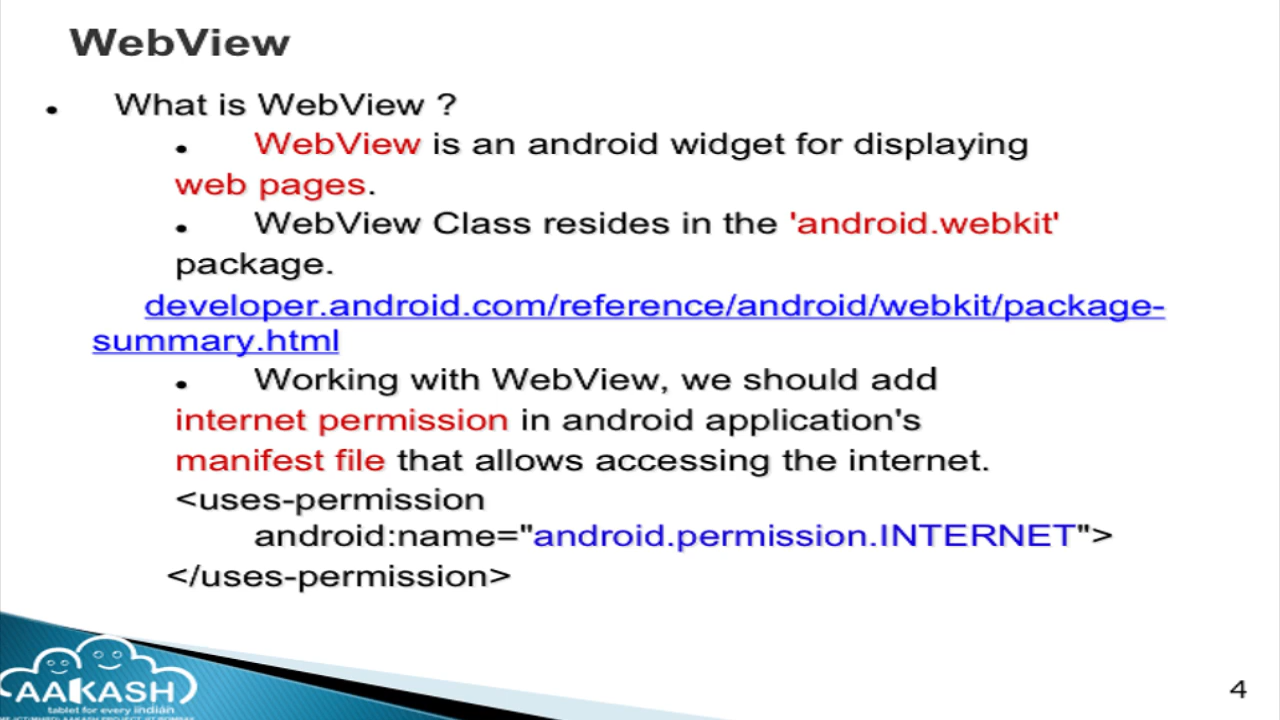 WebView
• What is WebView ?
• WebView is an android widget for displaying
web pages.
• WebView Class resides in the 'android.webkit'
package.
developer.android.com/reference/android/webkit/package-
summary.html
• Working with WebView, we should add
internet permission in android application's
manifest file that allows accessing the internet.
<uses-permission
android:name="android.permission.INTERNET">
</uses-permission>
AAKASH
tablet for every indian
4